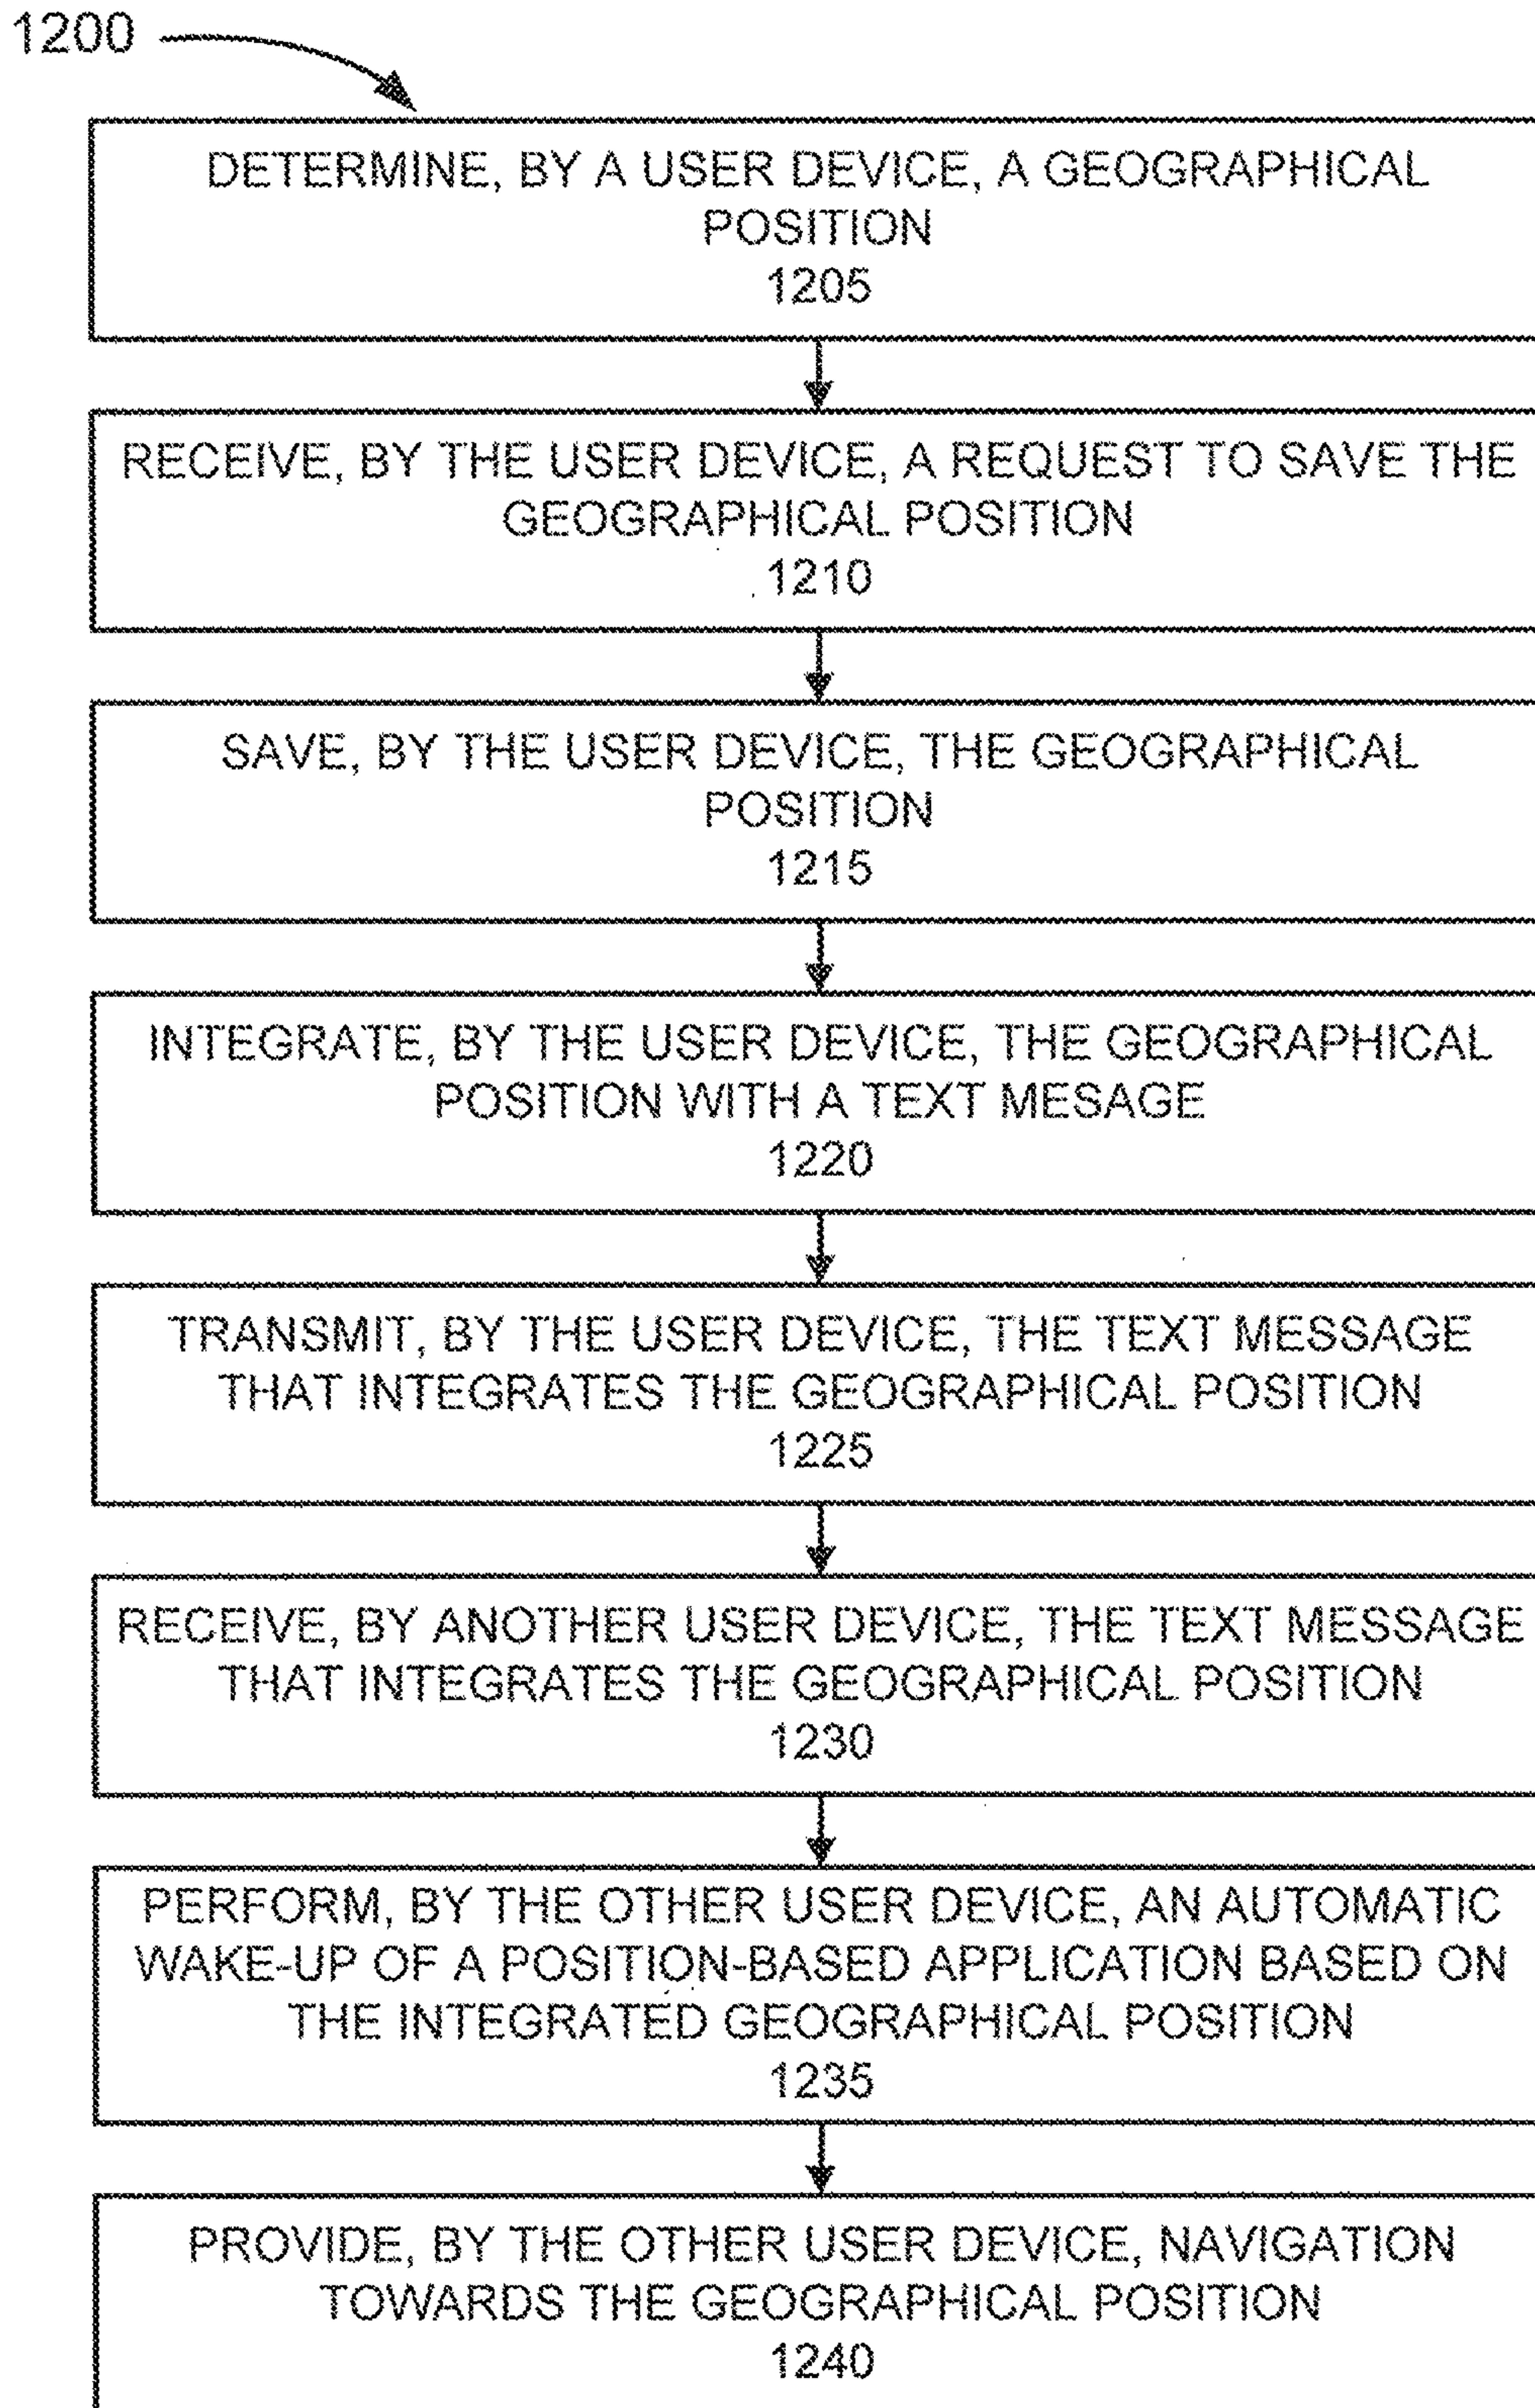 1200
DETERMINE, BY A USER DEVICE, A GEOGRAPHICAL
POSITION
1205
RECEIVE, BY THE USER DEVICE, A REQUEST TO SAVE THE
GEOGRAPHICAL POSITION
1210
SAVE, BY THE USER DEVICE, THE GEOGRAPHICAL
POSITION
1215
INTEGRATE, BY THE USER DEVICE, THE GEOGRAPHICAL
POSITION WITH A TEXT MESAGE
1220
TRANSMIT, BY THE USER DEVICE, THE TEXT MESSAGE
THAT INTEGRATES THE GEOGRAPHICAL POSITION
1225
RECEIVE, BY ANOTHER USER DEVICE, THE TEXT MESSAGE
THAT INTEGRATES THE GEOGRAPHICAL POSITION
1230
PERFORM, BY THE OTHER USER DEVICE, AN AUTOMATIC
WAKE-UP OF A POSITION-BASED APPLICATION BASED ON
THE INTEGRATED GEOGRAPHICAL POSITION
1235
PROVIDE, BY THE OTHER USER DEVICE, NAVIGATION
TOWARDS THE GEOGRAPHICAL POSITION
1240